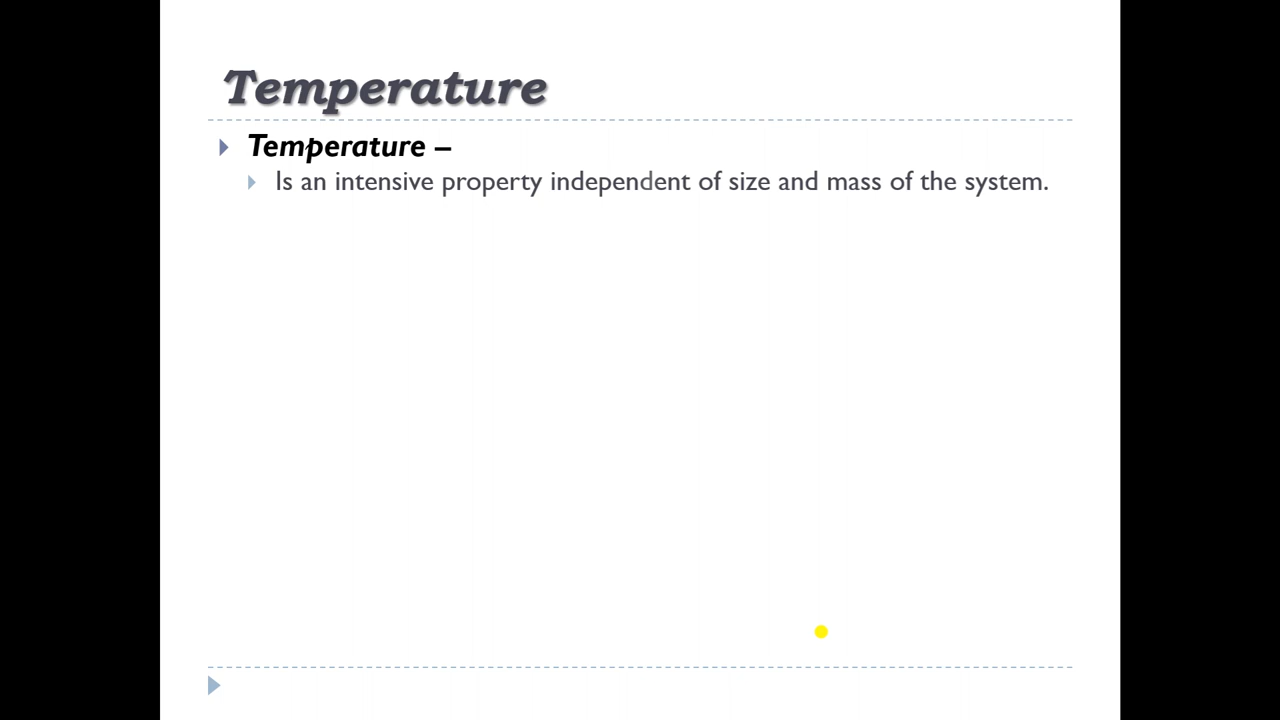 Temperature
Temperature –
Is an intensive property independent of size and mass of the system.